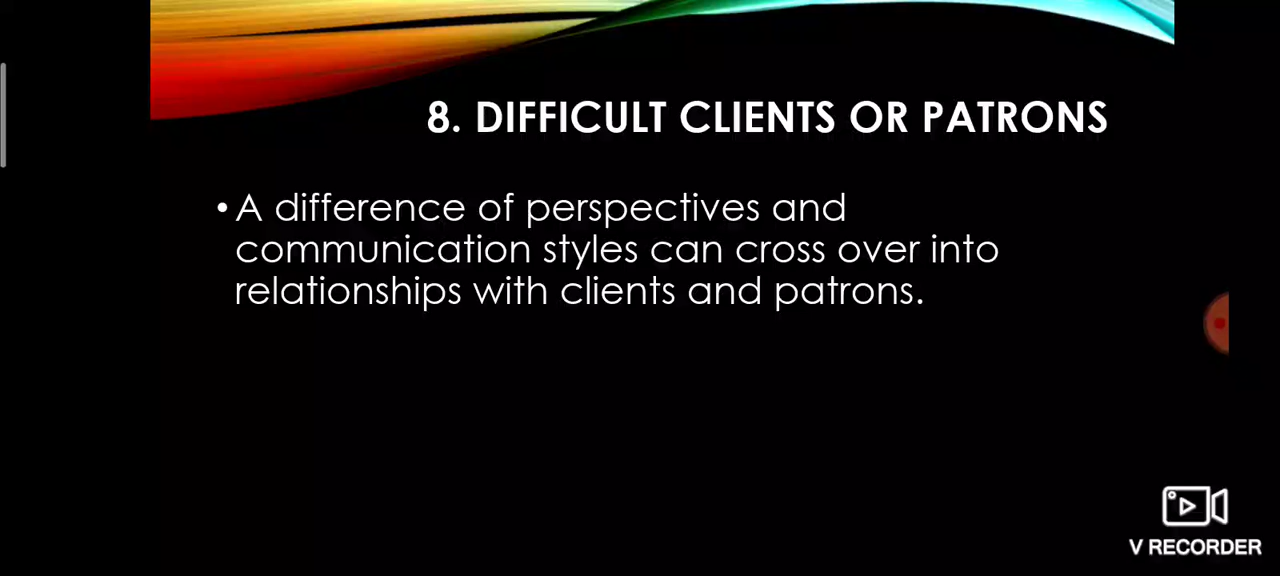 8. DIFFICULT CLIENTS OR PATRONS
• A difference of perspectives and
communication styles can cross over into
relationships with clients and patrons.
V RECORDER